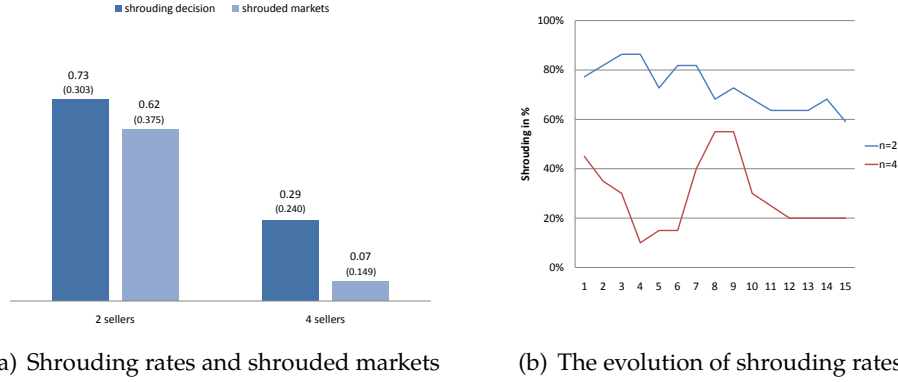 shrouding decision shrouded markets
0.73
(0.303)
0.62
(0.375)
0.29
(0.240)
0.07
(0.149)
2 sellers 4 sellers
a) Shrouding rates and shrouded markets
100%
80%
60%
40%
20%
0%
Shrouding in %
1 2 3 4 5 6 7 8 9 10 11 12 13 14 15
n=2
n=4
(b) The evolution of shrouding rates